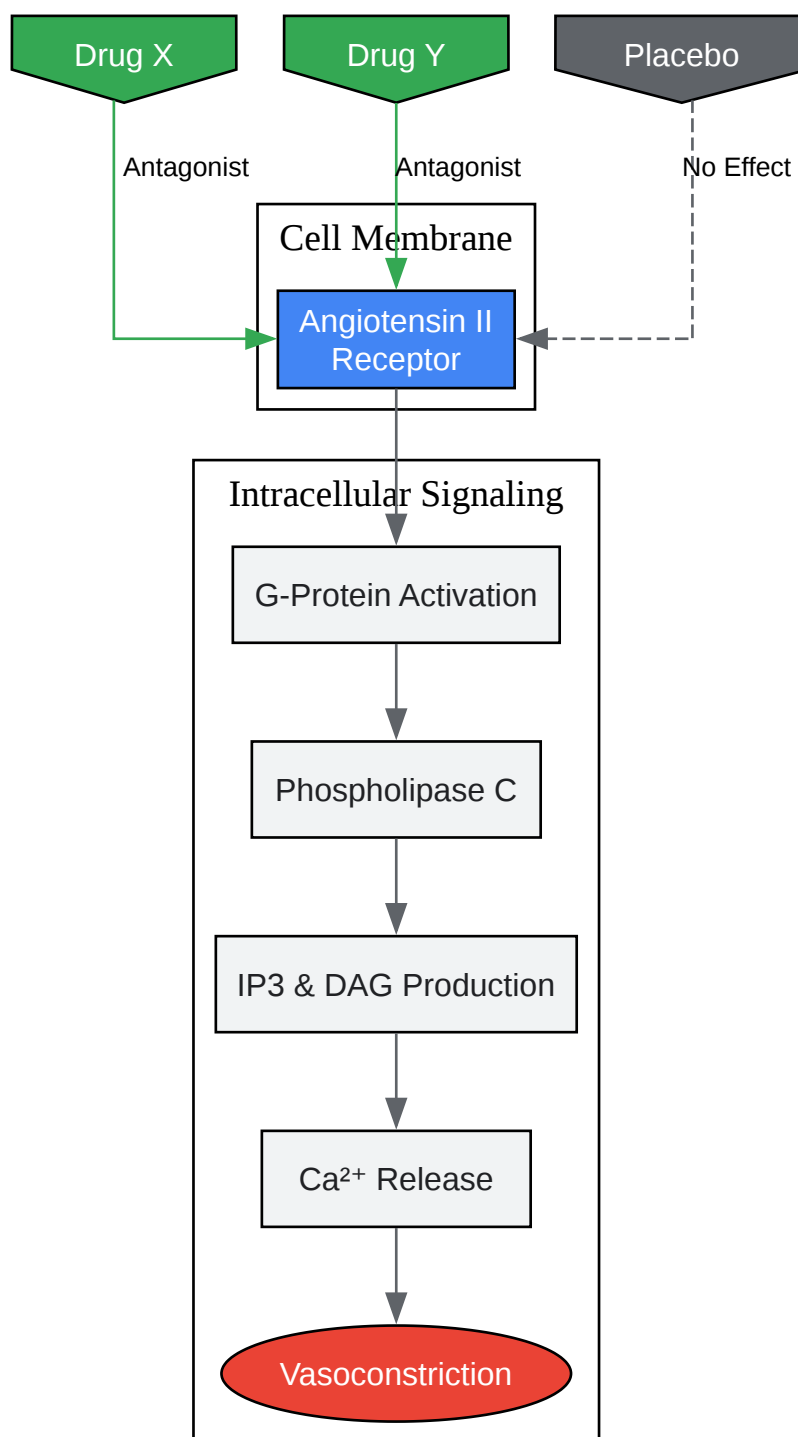 Drug X
Drug Y
Placebo
Antagonist
Antagonist
No Effect
Cell Membrane
Angiotensin II
Receptor
Intracellular Signaling
G-Protein Activation
Phospholipase C
IP3 & DAG Production
Ca²⁺ Release
Vasoconstriction